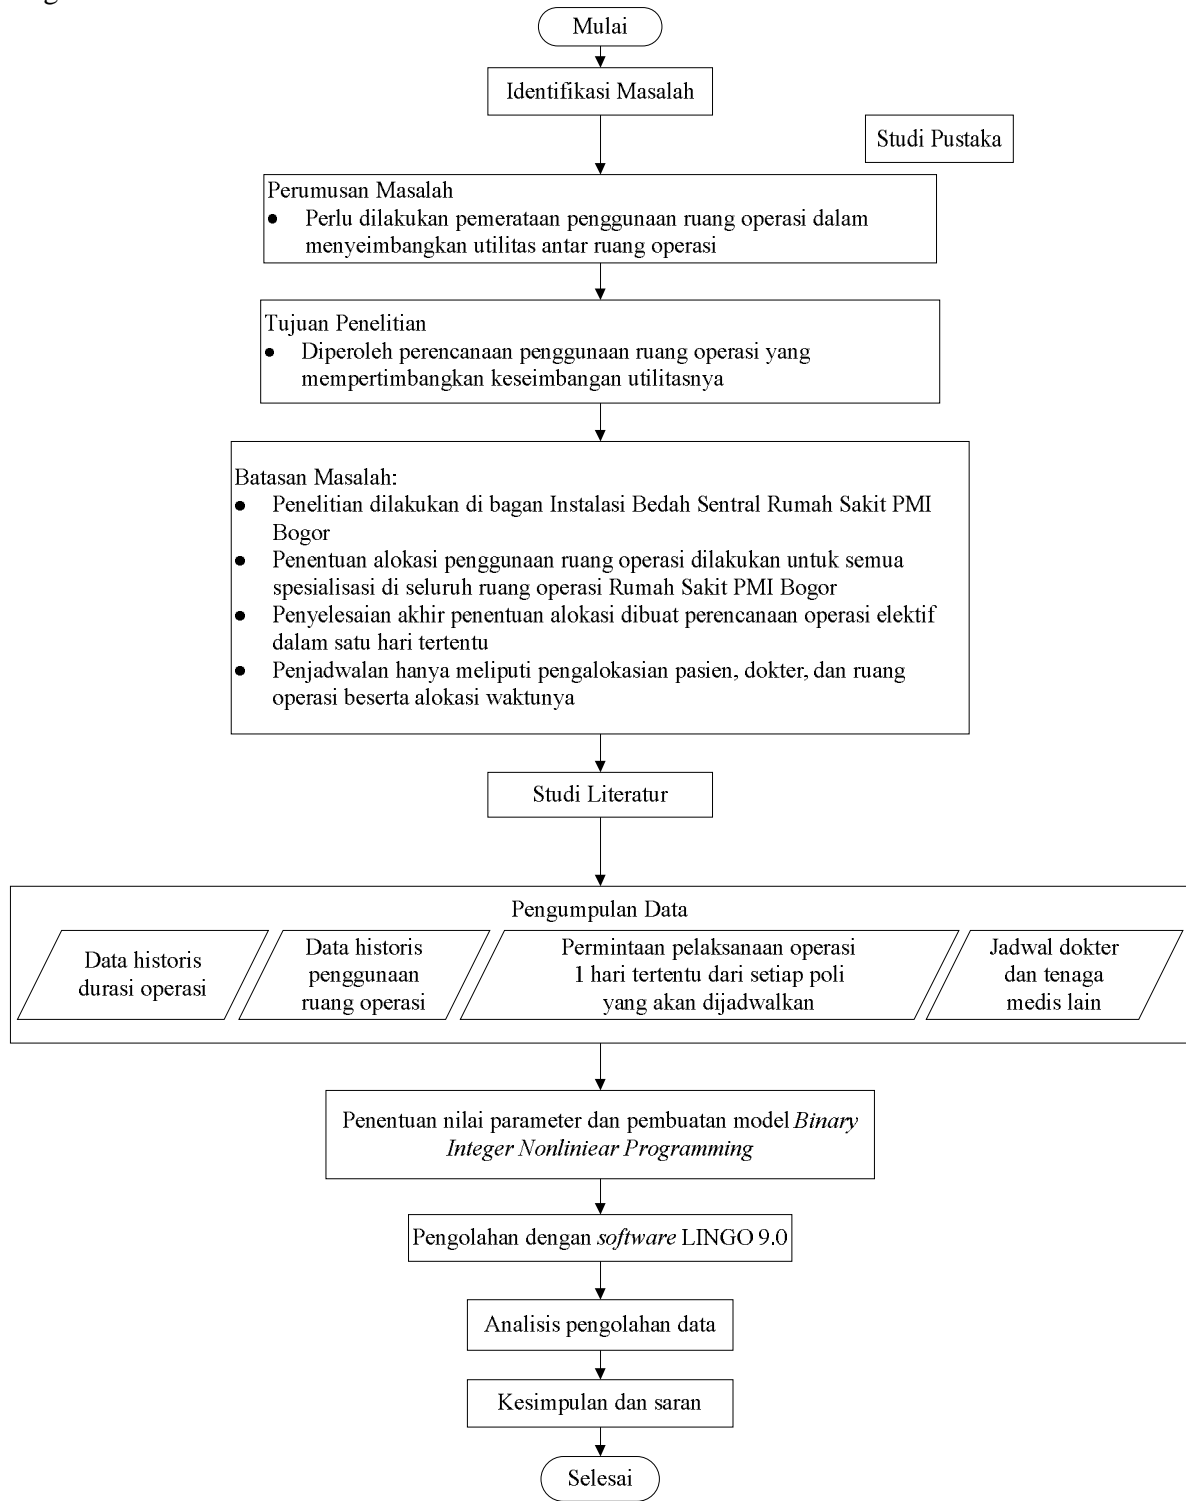 Mulai
Identifikasi Masalah
Studi Pustaka
Perumusan Masalah
● Perlu dilakukan pemerataan penggunaan ruang operasi dalam
menyeimbangkan utilitas antar ruang operasi
Tujuan Penelitian
● Diperoleh perencanaan penggunaan ruang operasi yang
mempertimbangkan keseimbangan utilitasnya
Batasan Masalah:
● Penelitian dilakukan di bagan Instalasi Bedah Sentral Rumah Sakit PMI
Bogor
● Penentuan alokasi penggunaan ruang operasi dilakukan untuk semua
spesialisasi di seluruh ruang operasi Rumah Sakit PMI Bogor
● Penyelesaian akhir penentuan alokasi dibuat perencanaan operasi elektif
dalam satu hari tertentu
● Penjadwalan hanya meliputi pengalokasian pasien, dokter, dan ruang
operasi beserta alokasi waktunya
Studi Literatur
Pengumpulan Data
Data historis
durasi operasi
Data historis
penggunaan
ruang operasi
Permintaan pelaksanaan operasi
1 hari tertentu dari setiap poli
yang akan dijadwalkan
Jadwal dokter
dan tenaga
medis lain
Penentuan nilai parameter dan pembuatan model Binary
Integer Nonliniear Programming
Pengolahan dengan software LINGO 9.0
Analisis pengolahan data
Kesimpulan dan saran
Selesai